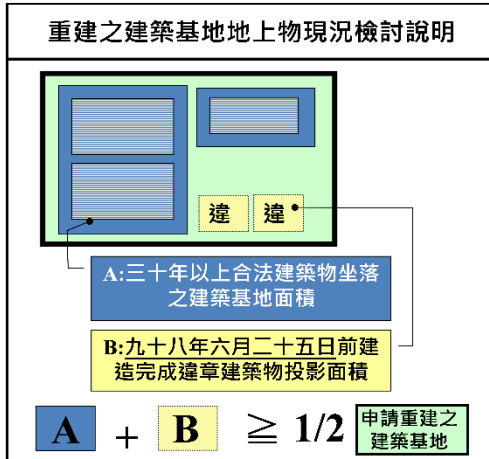 重建之建築基地地上物現況檢討說明
違 違
A:三十年以上合法建築物坐落
之建築基地面積
B:九十八年六月二十五日前建
造完成違章建築物投影面積
A + B ≧ 1/2 申請重建之
建築基地